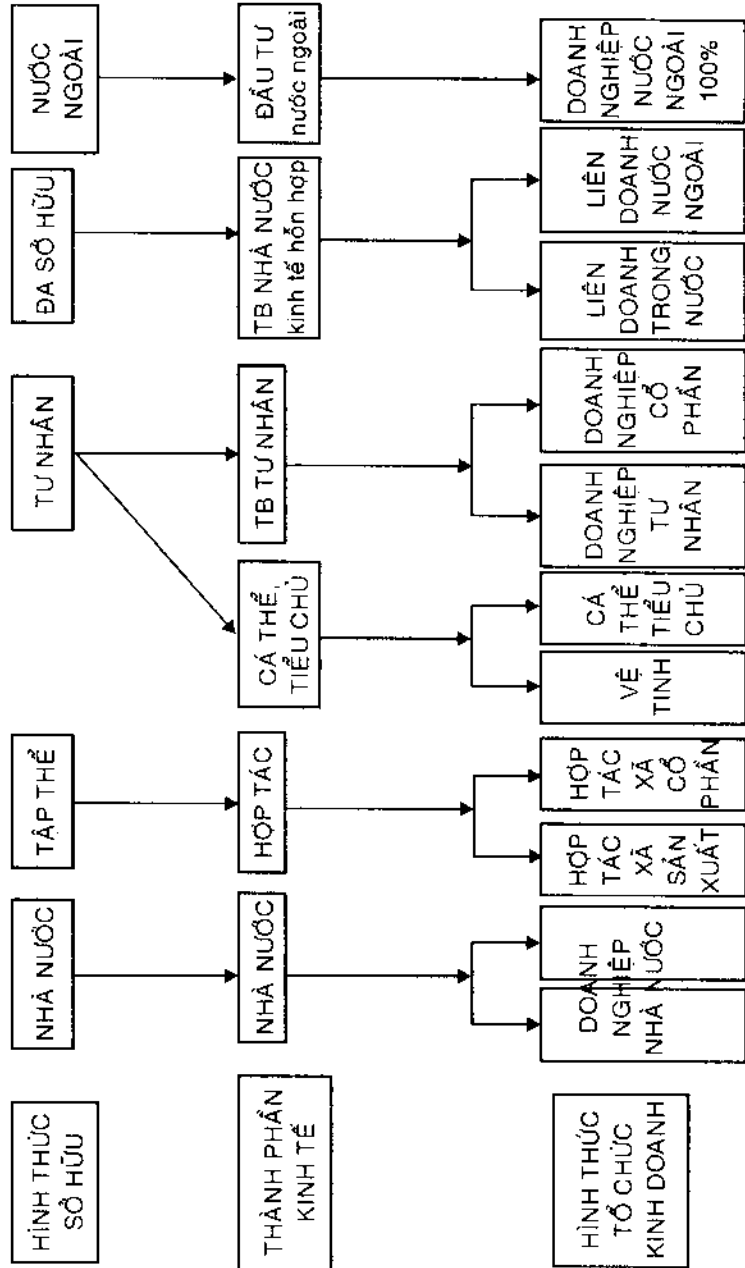 HÌNH THỨC
SỞ HỮU
NHÀ NƯỚC
TẬP THỂ
TƯ NHÂN
ĐA SỞ HỮU
NƯỚC
NGOÀI
THÀNH PHẦN
KINH TẾ
NHÀ NƯỚC
HỢP TÁC
CÁ THỂ,
TIỂU CHỦ
TB TƯ NHÂN
TB NHÀ NƯỚC
kinh tế hỗn hợp
ĐẦU TƯ
nước ngoài
HÌNH THỨC
TỔ CHỨC
KINH DOANH
DOANH
NGHIỆP
NHÀ NƯỚC
HỢP
TÁC
XÃ
SẢN
XUẤT
HỢP
TÁC
XÃ
CỔ
PHẦN
VỆ
TINH
CÁ
THỂ
TIỂU
CHỦ
DOANH
NGHIỆP
TƯ
NHÂN
DOANH
NGHIỆP
CỔ
PHẦN
LIÊN
DOANH
TRONG
NƯỚC
LIÊN
DOANH
NƯỚC
NGOÀI
DOANH
NGHIỆP
NƯỚC
NGOÀI
100%